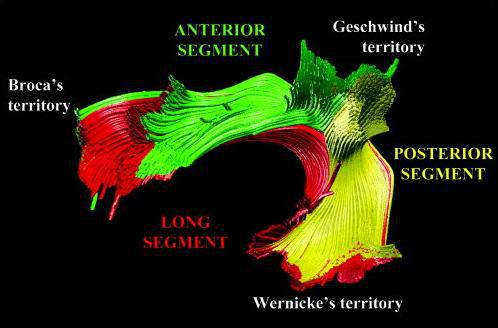 ANTERIOR
SEGMENT
Geschwind's
territory
Broca's
territory
POSTERIOR
SEGMENT
LONG
SEGMENT
Wernicke's territory